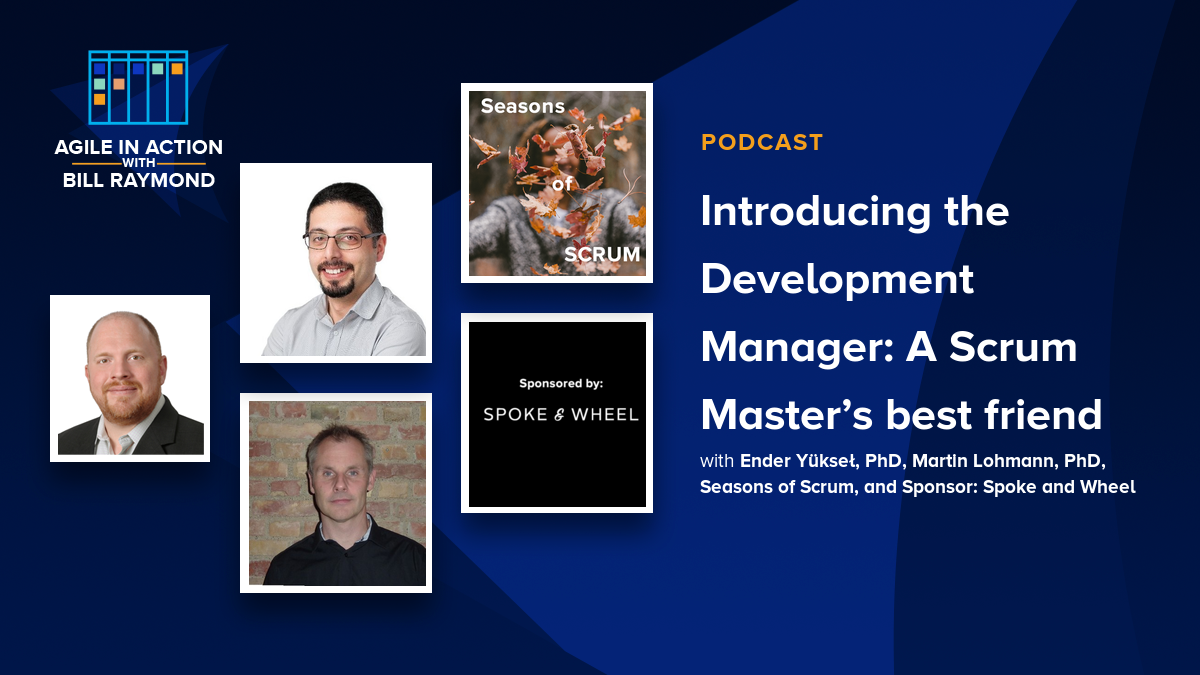 AGILE IN ACTION
WITH
BILL RAYMOND
Seasons
of
SCRUM
Sponsored by:
SPOKE & WHEEL
PODCAST
Introducing the
Development
Manager: A Scrum
Master’s best friend
with Ender Yükseł, PhD, Martin Lohmann, PhD,
Seasons of Scrum, and Sponsor: Spoke and Wheel